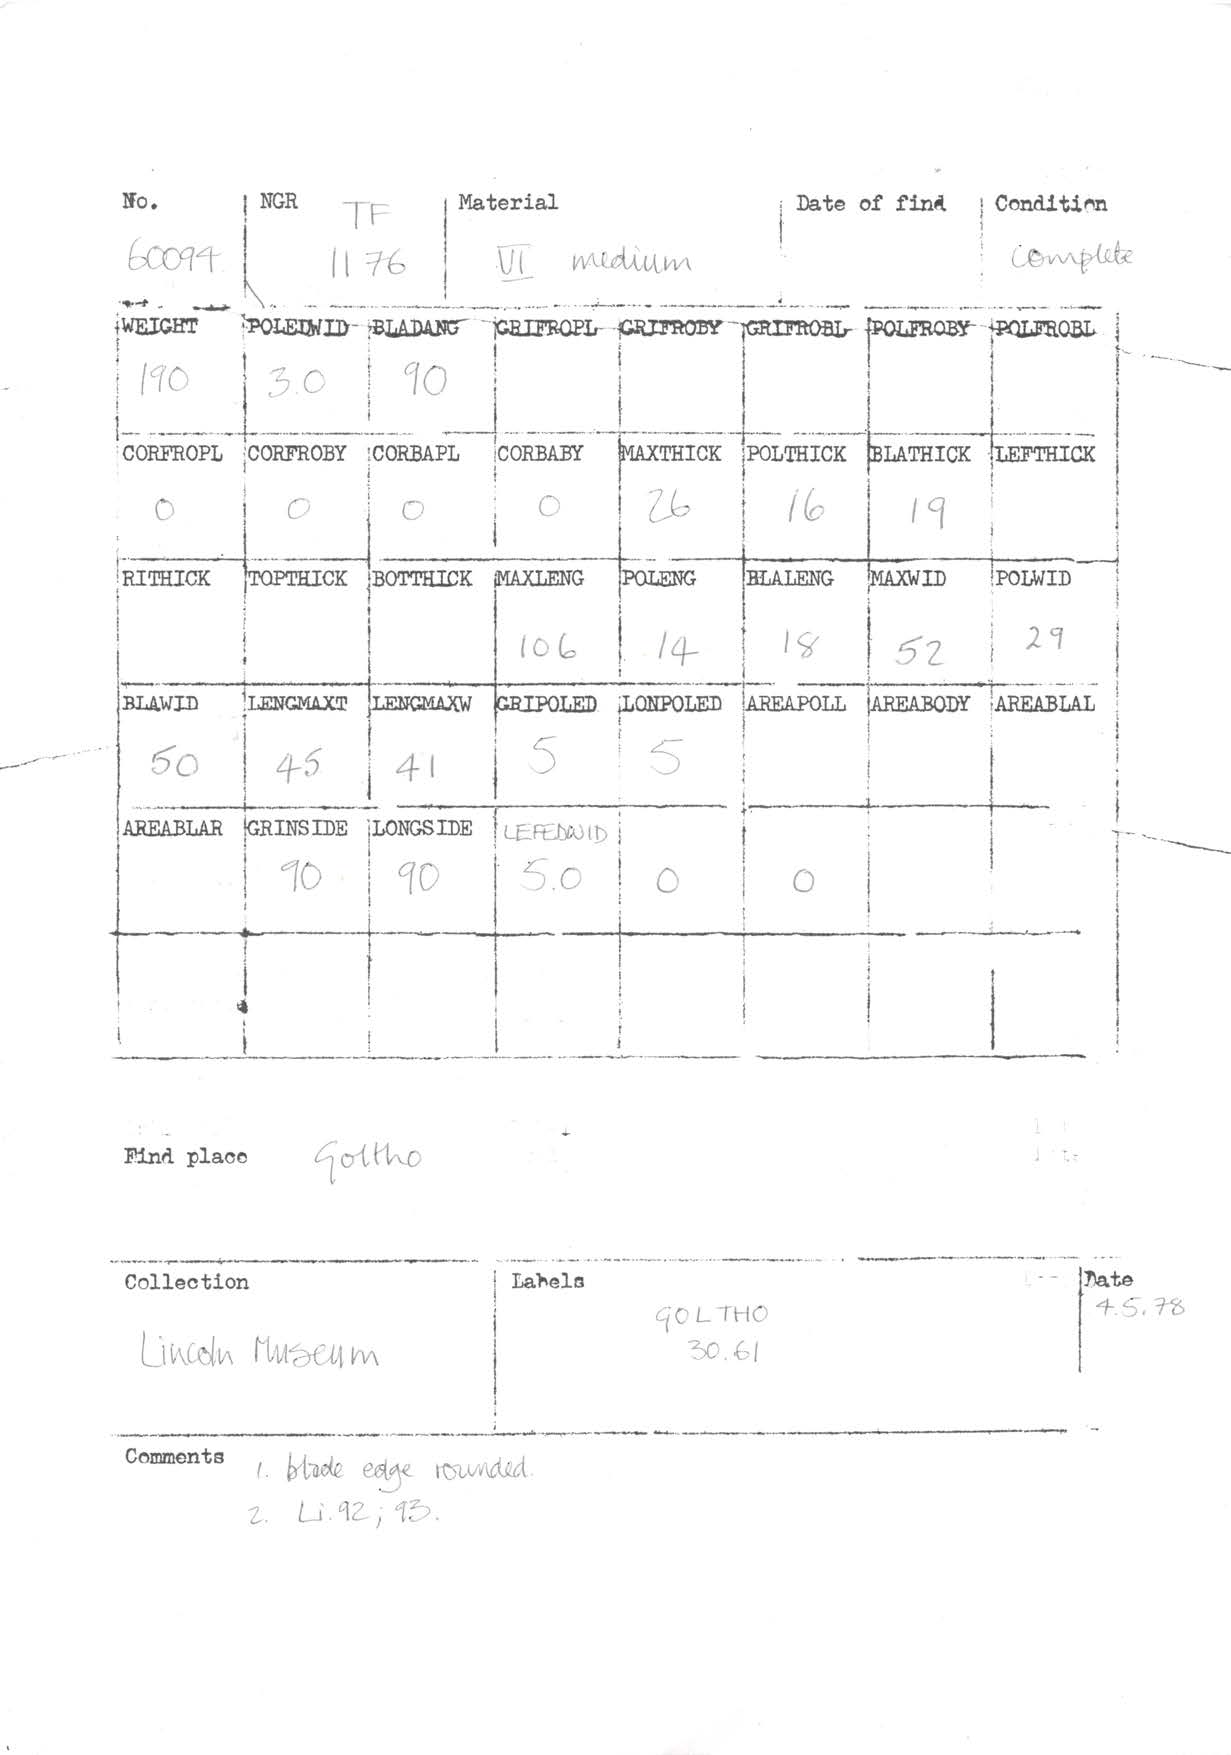 No. NGR TF Material Date of find Condition
60094 1176 VI medium complete
WEIGHT POLEDWID BLADANG GRIFROPL GRIFROBY GRIFROBL POLFROBY POLFROBL
190 3.0 90
CORFROPL CORFROBY CORBAPL CORBABY MAXTHICK POLTHICK BLATHICK LEFTHICK
0 0 0 0 26 16 19
RITHICK TOPTHICK BOTTHICK MAXLENG POLENG BLALENG MAXWID POLWID
106 14 18 52 29
BLAWID LENGMAXT LENGMAXW GRIPOLED LONPOLED AREAPOLL AREABODY AREABLAL
50 45 41 5 5
AREABLAR GRINSIDE LONGSIDE LEFEDWID
90 90 5.0 0 0
Find place Goltho
Collection Labels Date
GOLTHO 4.5.78
Lincoln Museum 30.61
Comments 1. blade edge rounded.
2. Li.92; 93.